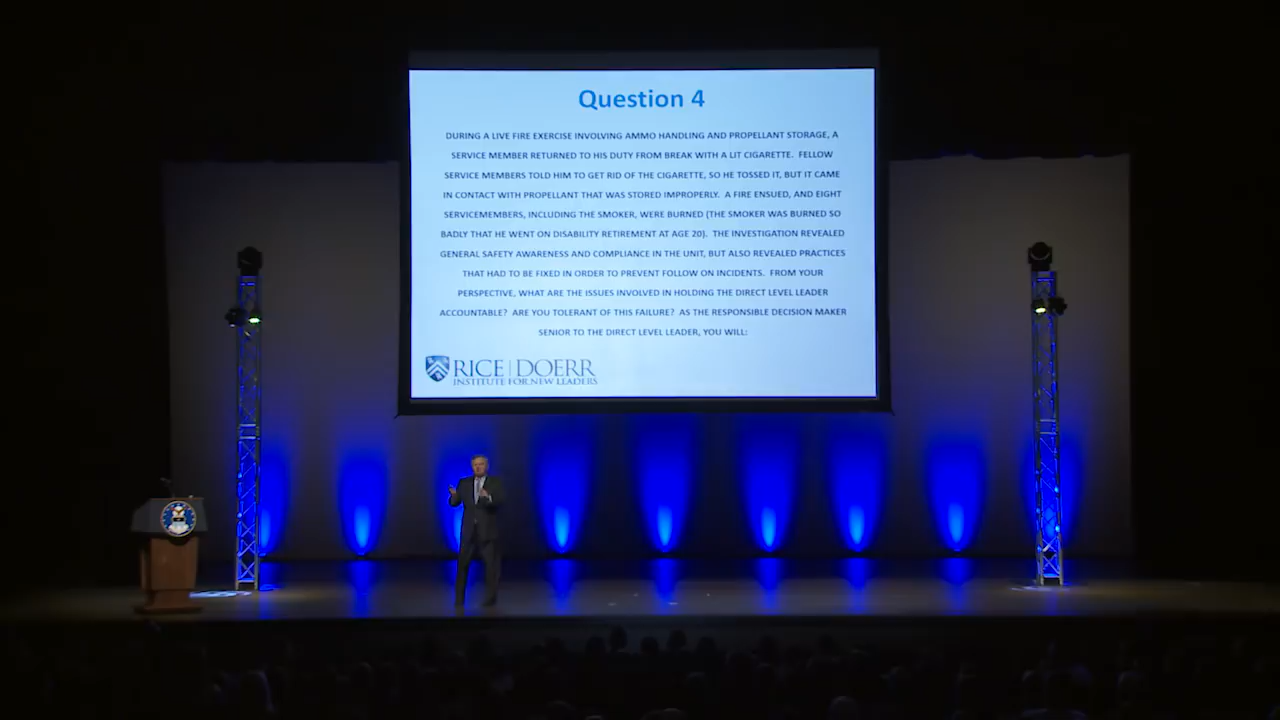 Question 4
DURING A LIVE FIRE EXERCISE INVOLVING AMMO HANDLING AND PROPELLANT STORAGE, A
SERVICE MEMBER RETURNED TO HIS DUTY FROM BREAK WITH A LIT CIGARETTE. FELLOW
SERVICE MEMBERS TOLD HIM TO GET RID OF THE CIGARETTE, SO HE TOSSED IT, BUT IT CAME
IN CONTACT WITH PROPELLANT THAT WAS STORED IMPROPERLY. A FIRE ENSUED, AND EIGHT
SERVICEMEMBERS, INCLUDING THE SMOKER, WERE BURNED (THE SMOKER WAS BURNED SO
BADLY THAT HE WENT ON DISABILITY RETIREMENT AT AGE 20). THE INVESTIGATION REVEALED
GENERAL SAFETY AWARENESS AND COMPLIANCE IN THE UNIT, BUT ALSO REVEALED PRACTICES
THAT HAD TO BE FIXED IN ORDER TO PREVENT FOLLOW ON INCIDENTS. FROM YOUR
PERSPECTIVE, WHAT ARE THE ISSUES INVOLVED IN HOLDING THE DIRECT LEVEL LEADER
ACCOUNTABLE? ARE YOU TOLERANT OF THIS FAILURE? AS THE RESPONSIBLE DECISION MAKER
SENIOR TO THE DIRECT LEVEL LEADER, YOU WILL:
RICE | DOERR
INSTITUTE FOR NEW LEADERS